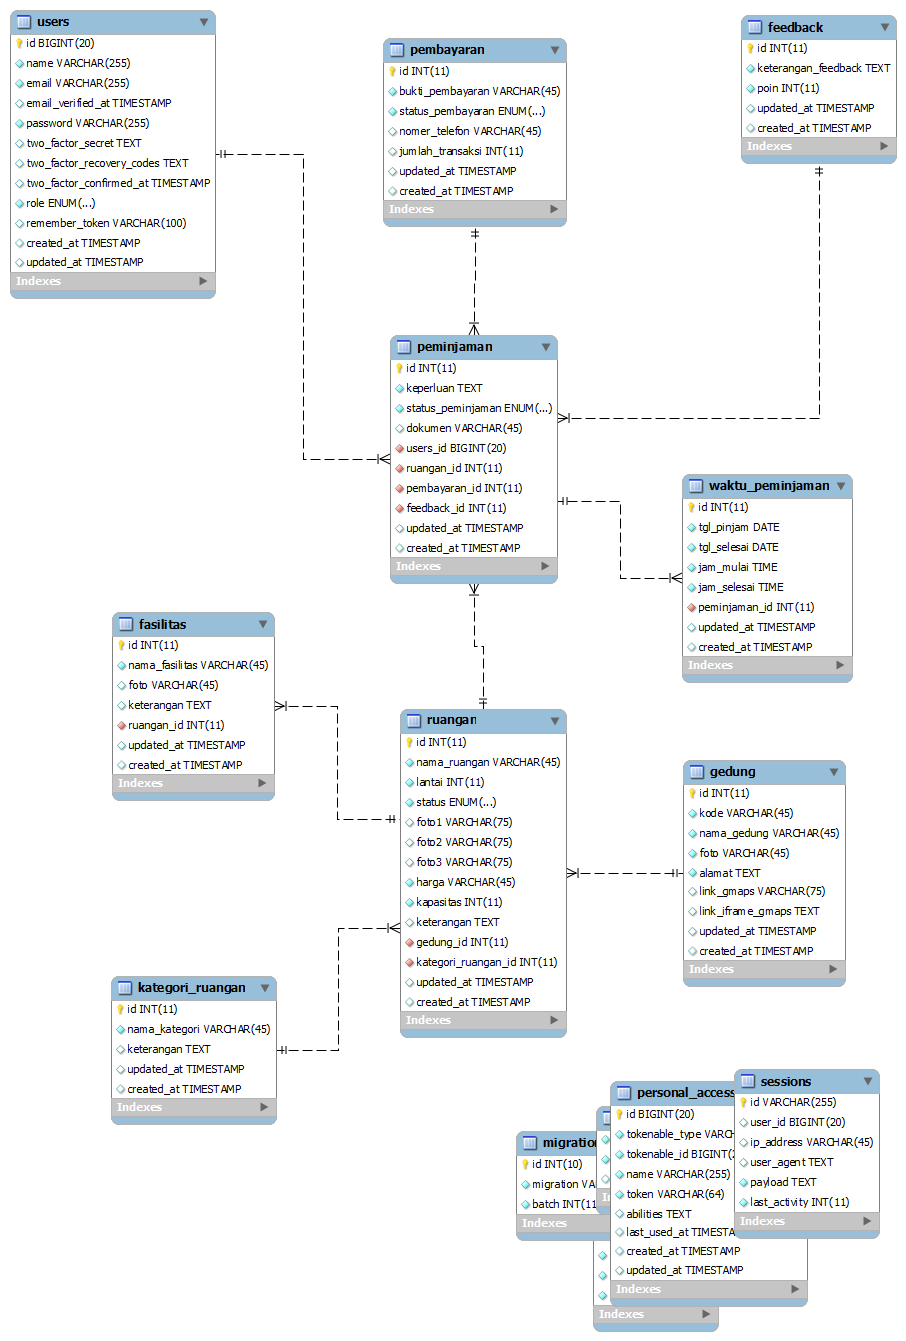 users
id BIGINT(20)
name VARCHAR(255)
email VARCHAR(255)
email_verified_at TIMESTAMP
password VARCHAR(255)
two_factor_secret TEXT
two_factor_recovery_codes TEXT
two_factor_confirmed_at TIMESTAMP
role ENUM(...)
remember_token VARCHAR(100)
created_at TIMESTAMP
updated_at TIMESTAMP
Indexes
pembayaran
id INT(11)
bukti_pembayaran VARCHAR(45)
status_pembayaran ENUM(...)
nomer_telefon VARCHAR(45)
jumlah_transaksi INT(11)
updated_at TIMESTAMP
created_at TIMESTAMP
Indexes
feedback
id INT(11)
keterangan_feedback TEXT
poin INT(11)
updated_at TIMESTAMP
created_at TIMESTAMP
Indexes
peminjaman
id INT(11)
keperluan TEXT
status_peminjaman ENUM(...)
dokumen VARCHAR(45)
users_id BIGINT(20)
ruangan_id INT(11)
pembayaran_id INT(11)
feedback_id INT(11)
updated_at TIMESTAMP
created_at TIMESTAMP
Indexes
waktu_peminjaman
id INT(11)
tgl_pinjam DATE
tgl_selesai DATE
jam_mulai TIME
jam_selesai TIME
peminjaman_id INT(11)
updated_at TIMESTAMP
created_at TIMESTAMP
Indexes
fasilitas
id INT(11)
nama_fasilitas VARCHAR(45)
foto VARCHAR(45)
keterangan TEXT
ruangan_id INT(11)
updated_at TIMESTAMP
created_at TIMESTAMP
Indexes
ruangan
id INT(11)
nama_ruangan VARCHAR(45)
lantai INT(11)
status ENUM(...)
foto1 VARCHAR(75)
foto2 VARCHAR(75)
foto3 VARCHAR(75)
harga VARCHAR(45)
kapasitas INT(11)
keterangan TEXT
gedung_id INT(11)
kategori_ruangan_id INT(11)
updated_at TIMESTAMP
created_at TIMESTAMP
Indexes
gedung
id INT(11)
kode VARCHAR(45)
nama_gedung VARCHAR(45)
foto VARCHAR(45)
alamat TEXT
link_gmaps VARCHAR(75)
link_iframe_gmaps TEXT
updated_at TIMESTAMP
created_at TIMESTAMP
Indexes
kategori_ruangan
id INT(11)
nama_kategori VARCHAR(45)
keterangan TEXT
updated_at TIMESTAMP
created_at TIMESTAMP
Indexes
migration
id INT(10)
migration VA
batch INT(11
Indexes
personal_access
id BIGINT(20)
tokenable_type VARCH
tokenable_id BIGINT(2
name VARCHAR(255)
token VARCHAR(64)
abilities TEXT
last_used_at TIMESTA
created_at TIMESTAMP
updated_at TIMESTAMP
Indexes
Indexes
sessions
id VARCHAR(255)
user_id BIGINT(20)
ip_address VARCHAR(45)
user_agent TEXT
payload TEXT
last_activity INT(11)
Indexes